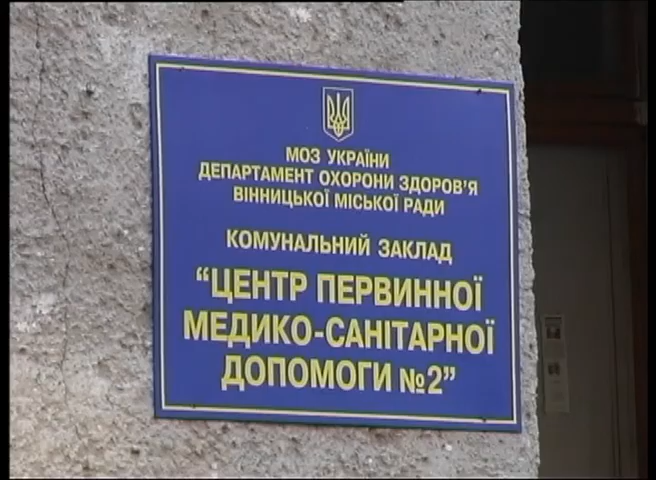 МОЗ УКРАЇНИ
ДЕПАРТАМЕНТ ОХОРОНИ ЗДОРОВ'Я
ВІННИЦЬКОЇ МІСЬКОЇ РАДИ
КОМУНАЛЬНИЙ ЗАКЛАД
“ЦЕНТР ПЕРВИННОЇ
МЕДИКО-САНІТАРНОЇ
ДОПОМОГИ №2”